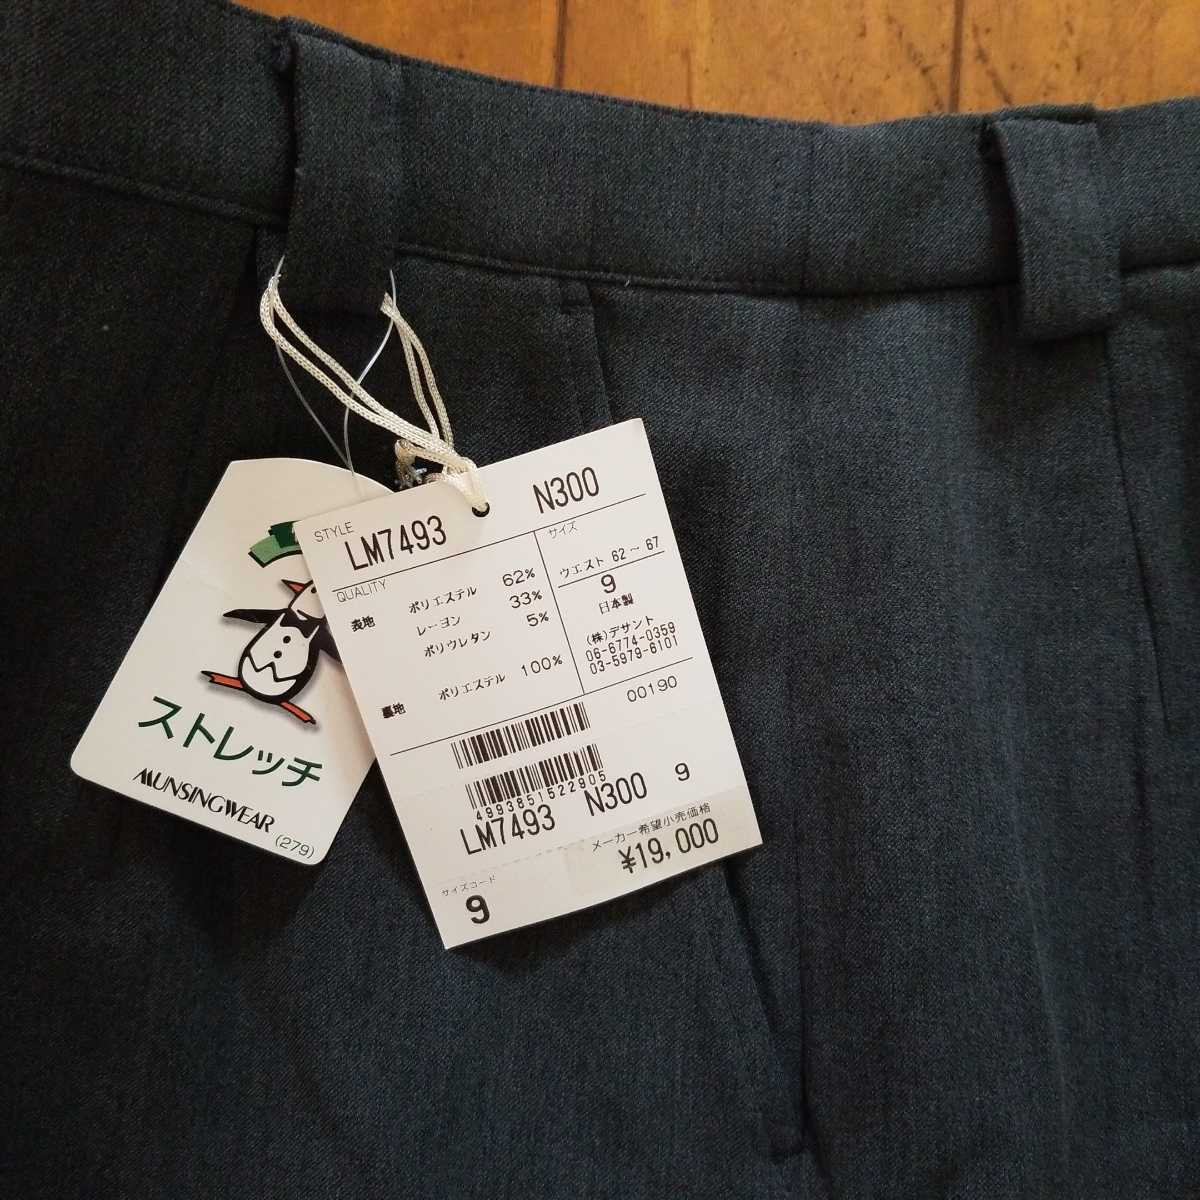 STYLE
LM7493 N300
QUALITY
表地 ポリエステル 62%
レーヨン 33%
ポリウレタン 5%
裏地 ポリエステル 100%
サイズ
ウエスト 62～67
9
日本製
(株)デサント
06-6774-0359
03-5979-6101
00190
4993851522905
LM7493 N300 9
メーカー希望小売価格
¥19,000
サイズコード
9
ストレッチ
MUNSINGWEAR
(279)